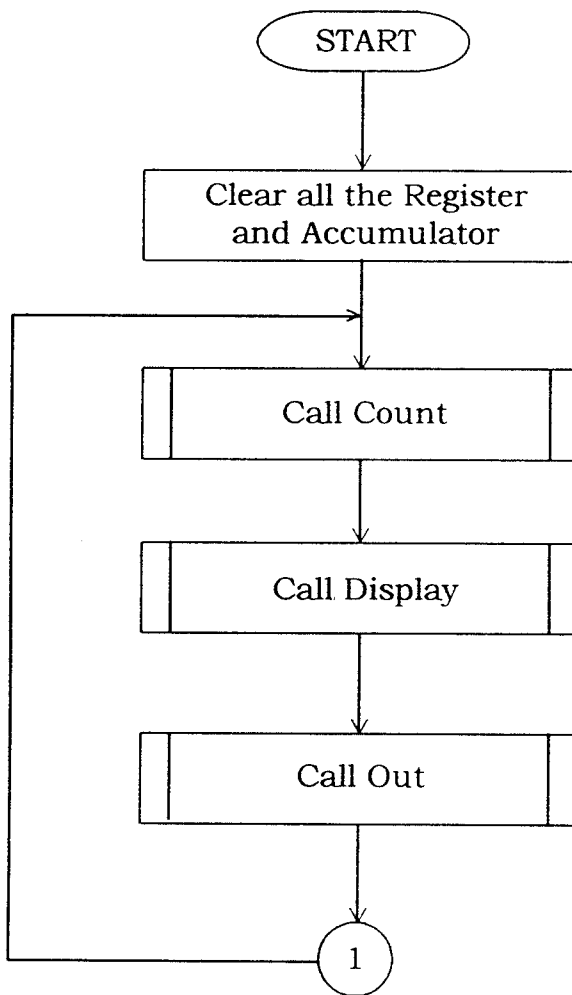 START
Clear all the Register
and Accumulator
Call Count
Call Display
Call Out
1